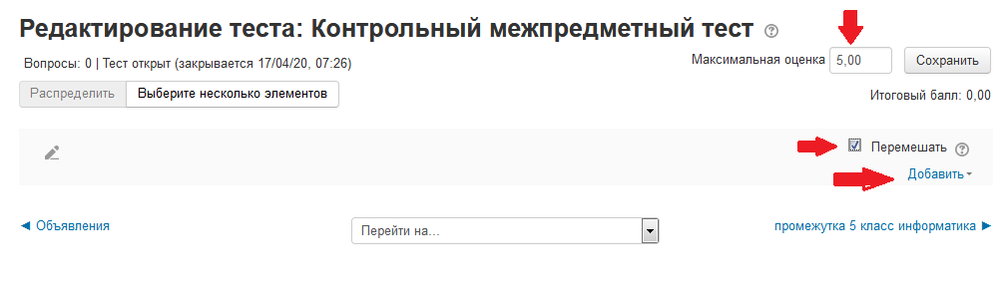 Редактирование теста: Контрольный межпредметный тест
Вопросы: 0 | Тест открыт (закрывается 17/04/20, 07:26)
Максимальная оценка 5,00 Сохранить
Распределить Выберите несколько элементов
Итоговый балл: 0,00
Перемешать
Добавить
◄ Объявления
Перейти на...
промежутка 5 класс информатика ►